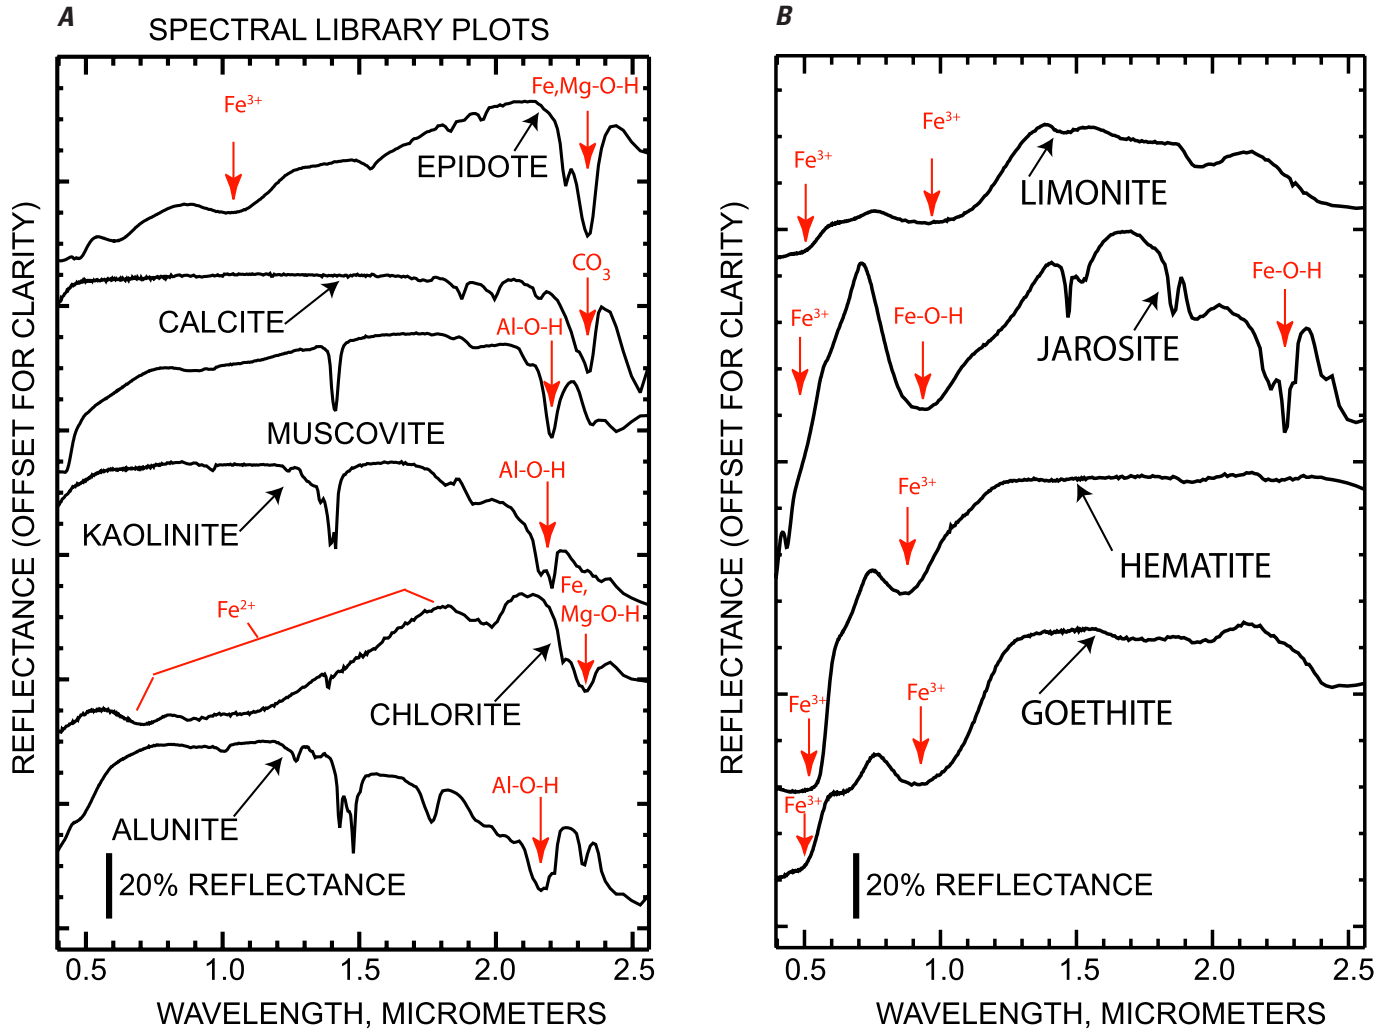 A
SPECTRAL LIBRARY PLOTS
REFLECTANCE (OFFSET FOR CLARITY)
Fe3+
Fe,Mg-O-H
EPIDOTE
CO3
CALCITE
Al-O-H
MUSCOVITE
Al-O-H
KAOLINITE
Fe2+
Fe,
Mg-O-H
CHLORITE
Al-O-H
ALUNITE
20% REFLECTANCE
0.5 1.0 1.5 2.0 2.5
WAVELENGTH, MICROMETERS
B
REFLECTANCE (OFFSET FOR CLARITY)
Fe3+
Fe3+
LIMONITE
Fe3+
Fe-O-H
Fe-O-H
JAROSITE
Fe3+
HEMATITE
Fe3+
Fe3+
GOETHITE
Fe3+
20% REFLECTANCE
0.5 1.0 1.5 2.0 2.5
WAVELENGTH, MICROMETERS